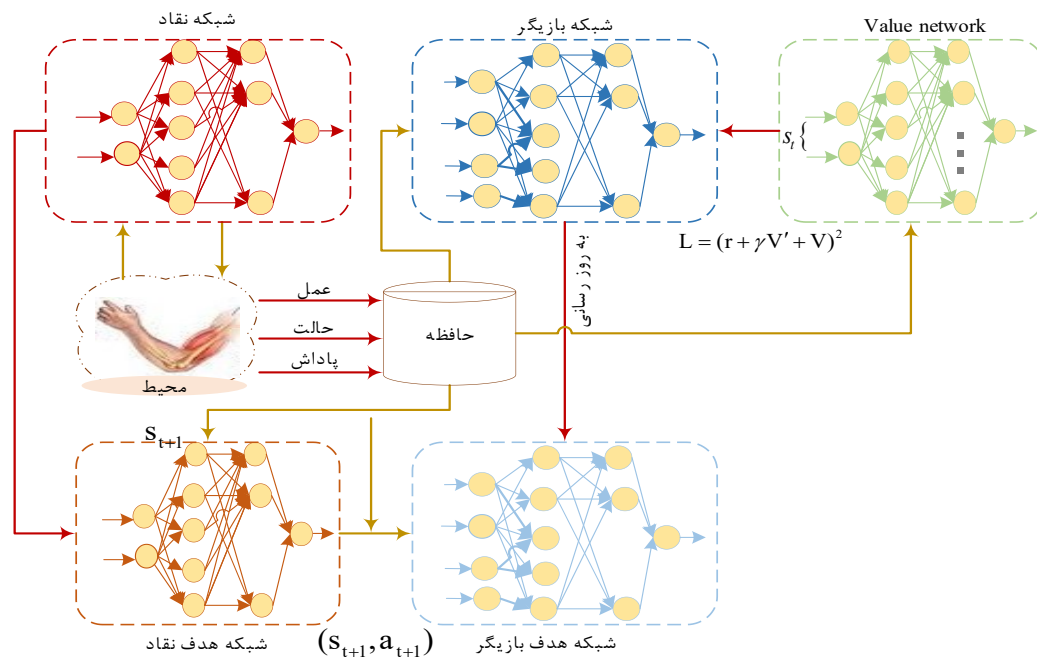 شبکه نقاد
شبکه بازیگر
Value network
s_t {
L = (r + γV′ + V)²
به روز رسانی
عمل
حالت
پاداش
حافظه
محیط
s_{t+1}
شبکه هدف نقاد
(s_{t+1}, a_{t+1})
شبکه هدف بازیگر